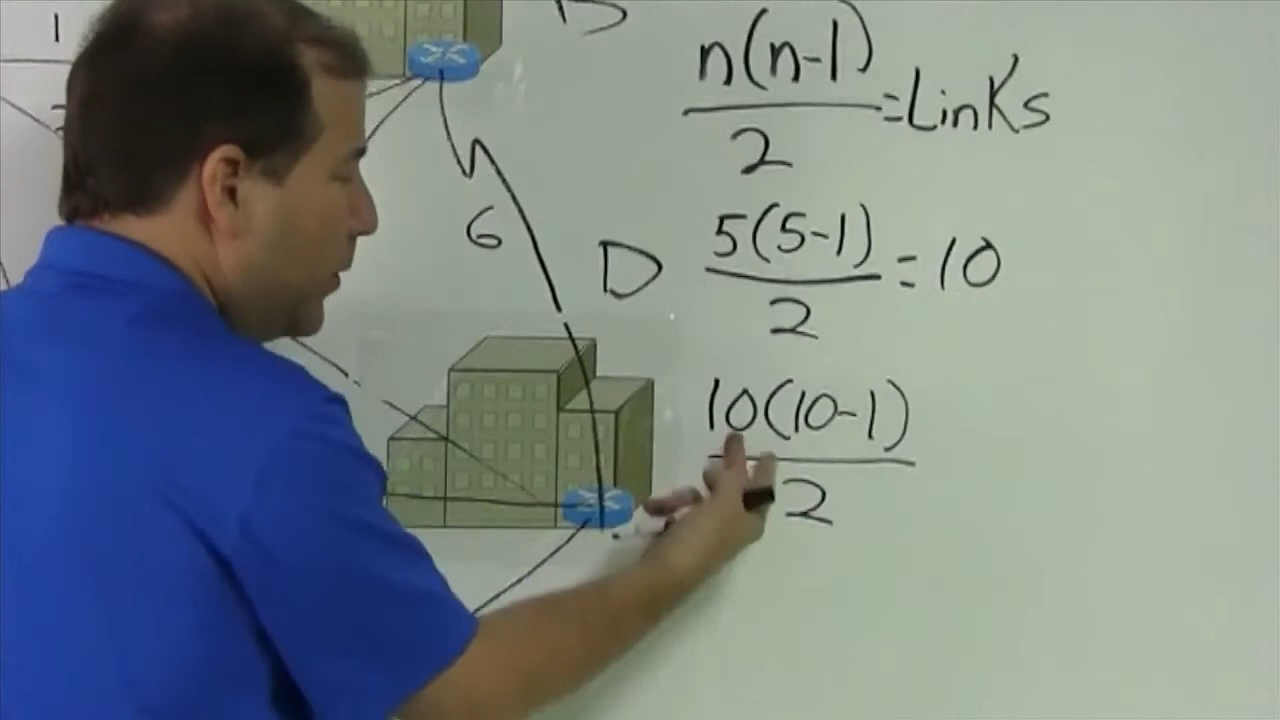 1
n(n-1)
2
=LinKs
6
D
5(5-1)
2
=10
10(10-1)
2